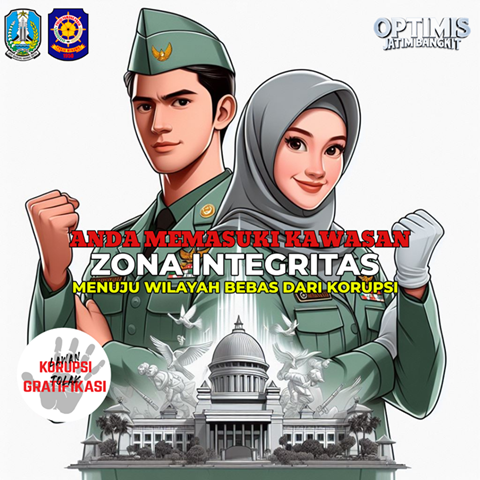 OPTIMIS
JATIM BANGKIT
ANDA MEMASUKI KAWASAN
ZONA INTEGRITAS
MENUJU WILAYAH BEBAS DARI KORUPSI
LAWAN
KORUPSI
TOLAK
GRATIFIKASI